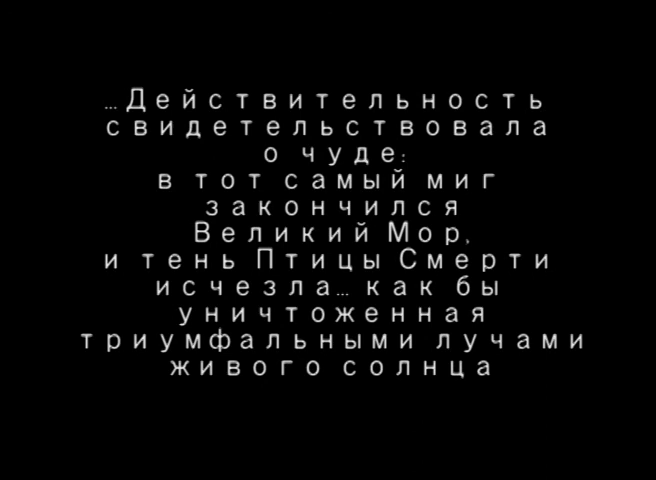 …Действительность
свидетельствовала
о чуде:
в тот самый миг
закончился
Великий Мор,
и тень Птицы Смерти
исчезла… как бы
уничтоженная
триумфальными лучами
живого солнца